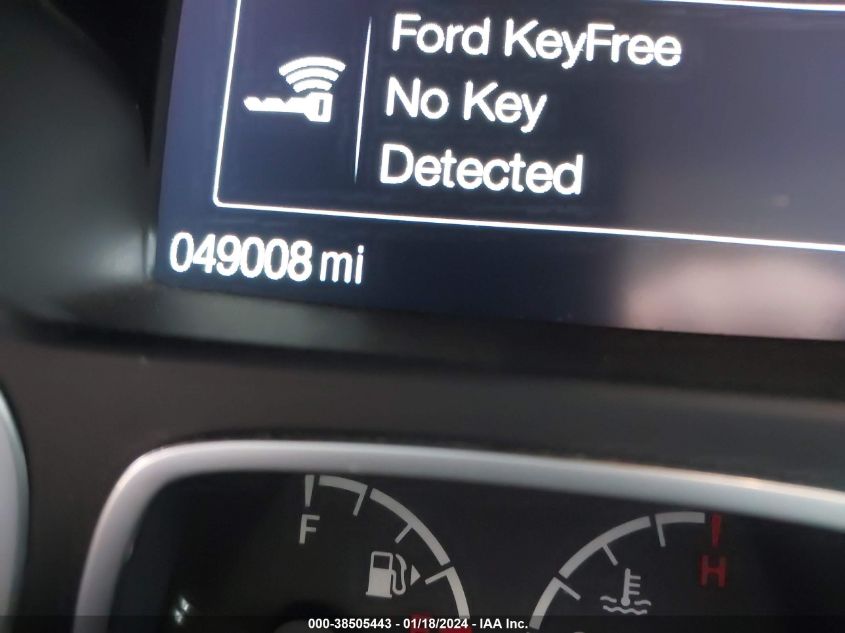 Ford KeyFree
No Key
Detected
049008 mi
F
H
000-38505443 - 01/18/2024 - IAA Inc.